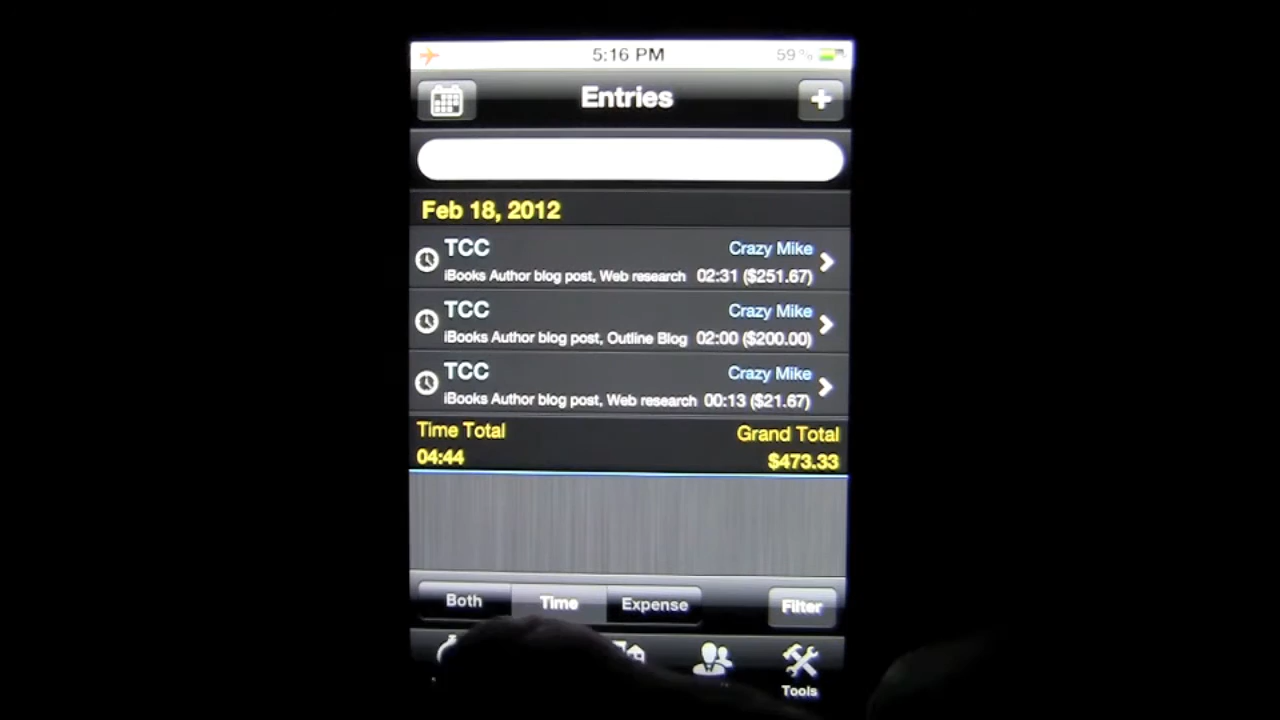 5:16 PM 59%
Entries
Feb 18, 2012
TCC Crazy Mike
iBooks Author blog post, Web research 02:31 ($251.67)
TCC Crazy Mike
iBooks Author blog post, Outline Blog 02:00 ($200.00)
TCC Crazy Mike
iBooks Author blog post, Web research 00:13 ($21.67)
Time Total Grand Total
04:44 $473.33
Both Time Expense Filter
Tools